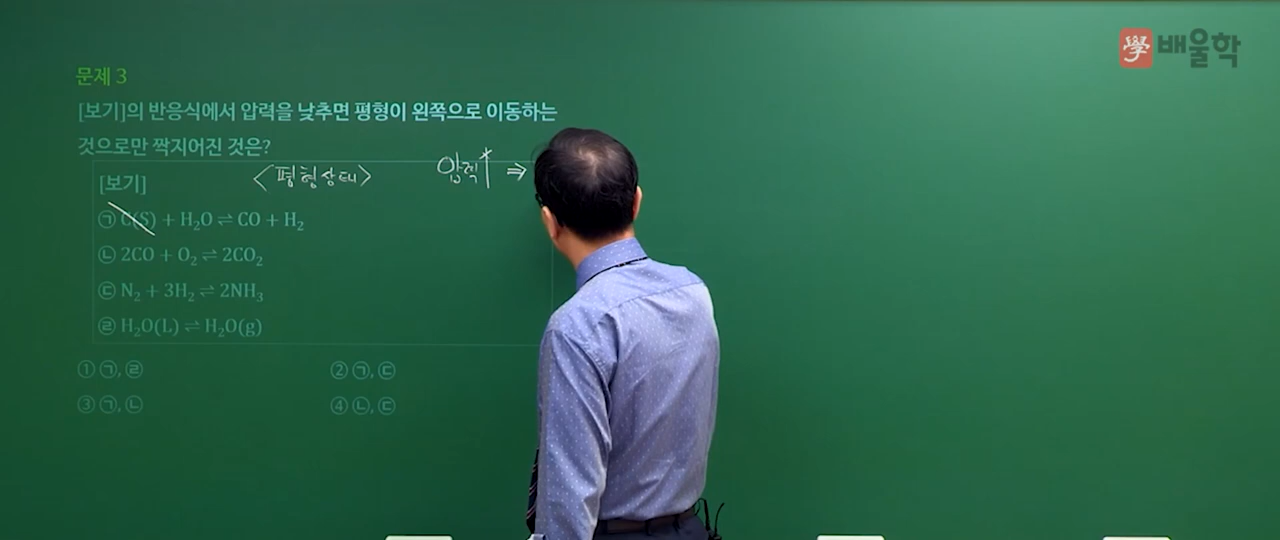 學 배울학
문제 3
[보기]의 반응식에서 압력을 낮추면 평형이 왼쪽으로 이동하는
것으로만 짝지어진 것은?
[보기] <평형상태> 압력↑ ⇒
㉠ C(S) + H₂O ⇌ CO + H₂
㉡ 2CO + O₂ ⇌ 2CO₂
㉢ N₂ + 3H₂ ⇌ 2NH₃
㉣ H₂O(L) ⇌ H₂O(g)
① ㉠, ㉣ ② ㉠, ㉢
③ ㉠, ㉡ ④ ㉡, ㉢